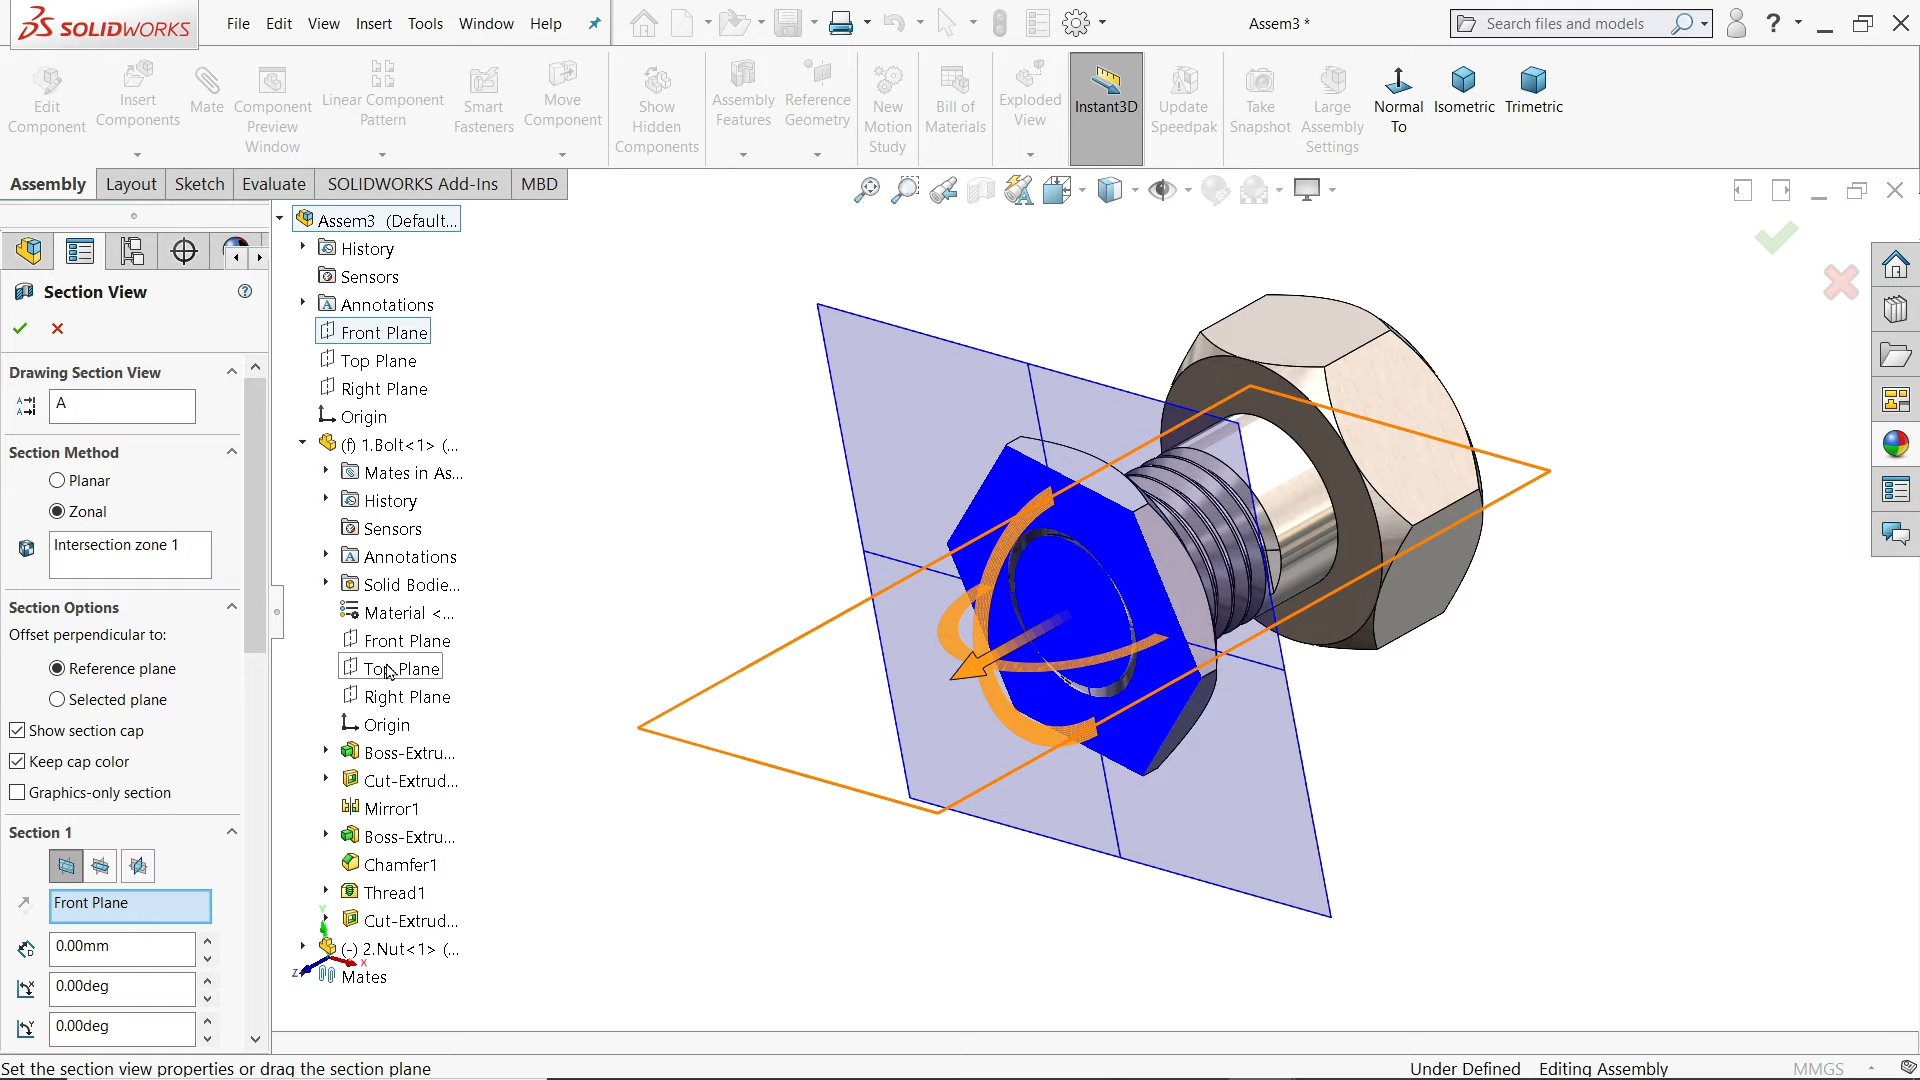 SOLIDWORKS
File Edit View Insert Tools Window Help
Assem3 *
Search files and models
Edit Component
Insert Components
Mate
Component Preview Window
Linear Component Pattern
Smart Fasteners
Move Component
Show Hidden Components
Assembly Features
Reference Geometry
New Motion Study
Bill of Materials
Exploded View
Instant3D
Update Speedpak
Take Snapshot
Large Assembly Settings
Normal To
Isometric
Trimetric
Assembly Layout Sketch Evaluate SOLIDWORKS Add-Ins MBD
Section View
Drawing Section View
A
Section Method
Planar
Zonal
Intersection zone 1
Section Options
Offset perpendicular to:
Reference plane
Selected plane
Show section cap
Keep cap color
Graphics-only section
Section 1
Front Plane
0.00mm
0.00deg
0.00deg
Assem3 (Default...
History
Sensors
Annotations
Front Plane
Top Plane
Right Plane
Origin
(f) 1.Bolt<1> (...
Mates in As...
History
Sensors
Annotations
Solid Bodie...
Material <...
Front Plane
Top Plane
Right Plane
Origin
Boss-Extru...
Cut-Extrud...
Mirror1
Boss-Extru...
Chamfer1
Thread1
Cut-Extrud...
(-) 2.Nut<1> (...
Mates
Y
X
Z
Set the section view properties or drag the section plane
Under Defined Editing Assembly MMGS